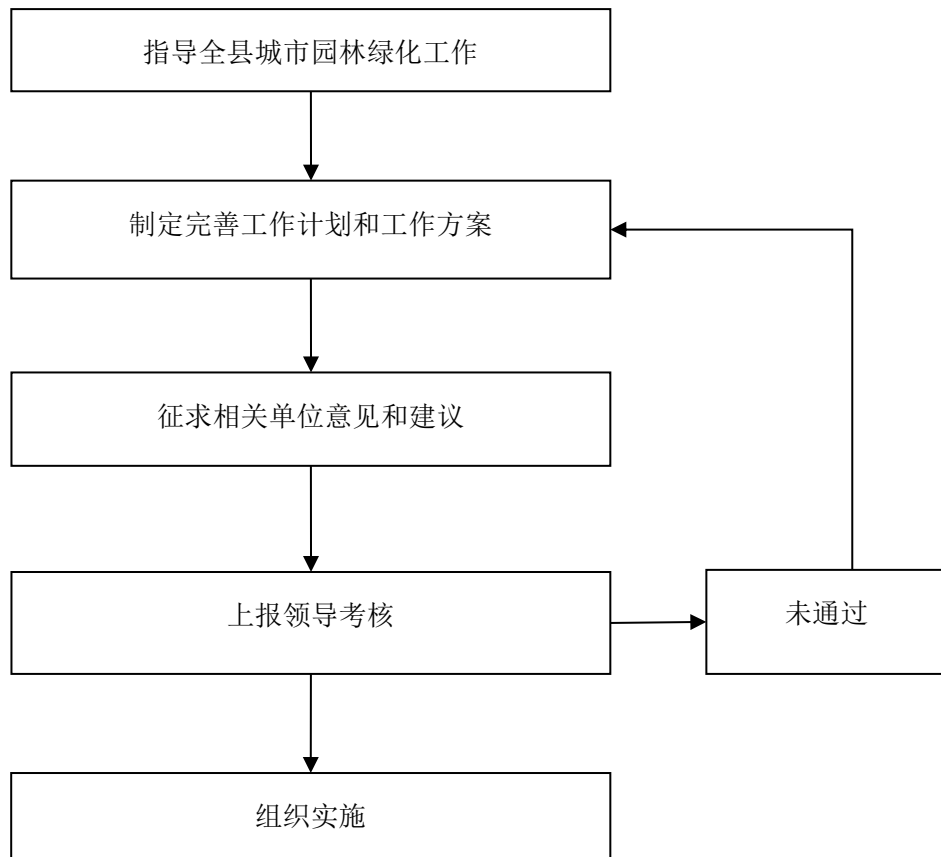 指导全县城市园林绿化工作
制定完善工作计划和工作方案
征求相关单位意见和建议
上报领导考核
未通过
组织实施